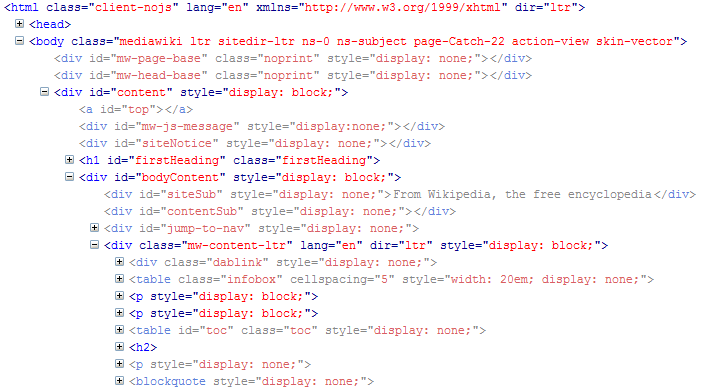 <html class="client-nojs" lang="en" xmlns="http://www.w3.org/1999/xhtml" dir="ltr">
<head>
<body class="mediawiki ltr sitedir-ltr ns-0 ns-subject page-Catch-22 action-view skin-vector">
<div id="mw-page-base" class="noprint" style="display: none;"></div>
<div id="mw-head-base" class="noprint" style="display: none;"></div>
<div id="content" style="display: block;">
<a id="top"></a>
<div id="mw-js-message" style="display:none;"></div>
<div id="siteNotice" style="display: none;"></div>
<h1 id="firstHeading" class="firstHeading">
<div id="bodyContent" style="display: block;">
<div id="siteSub" style="display: none;">From Wikipedia, the free encyclopedia</div>
<div id="contentSub" style="display: none;"></div>
<div id="jump-to-nav" style="display: none;">
<div class="mw-content-ltr" lang="en" dir="ltr" style="display: block;">
<div class="dablink" style="display: none;">
<table class="infobox" cellspacing="5" style="width: 20em; display: none;">
<p style="display: block;">
<p style="display: block;">
<table id="toc" class="toc" style="display: none;">
<h2>
<p style="display: none;">
<blockquote style="display: none;">